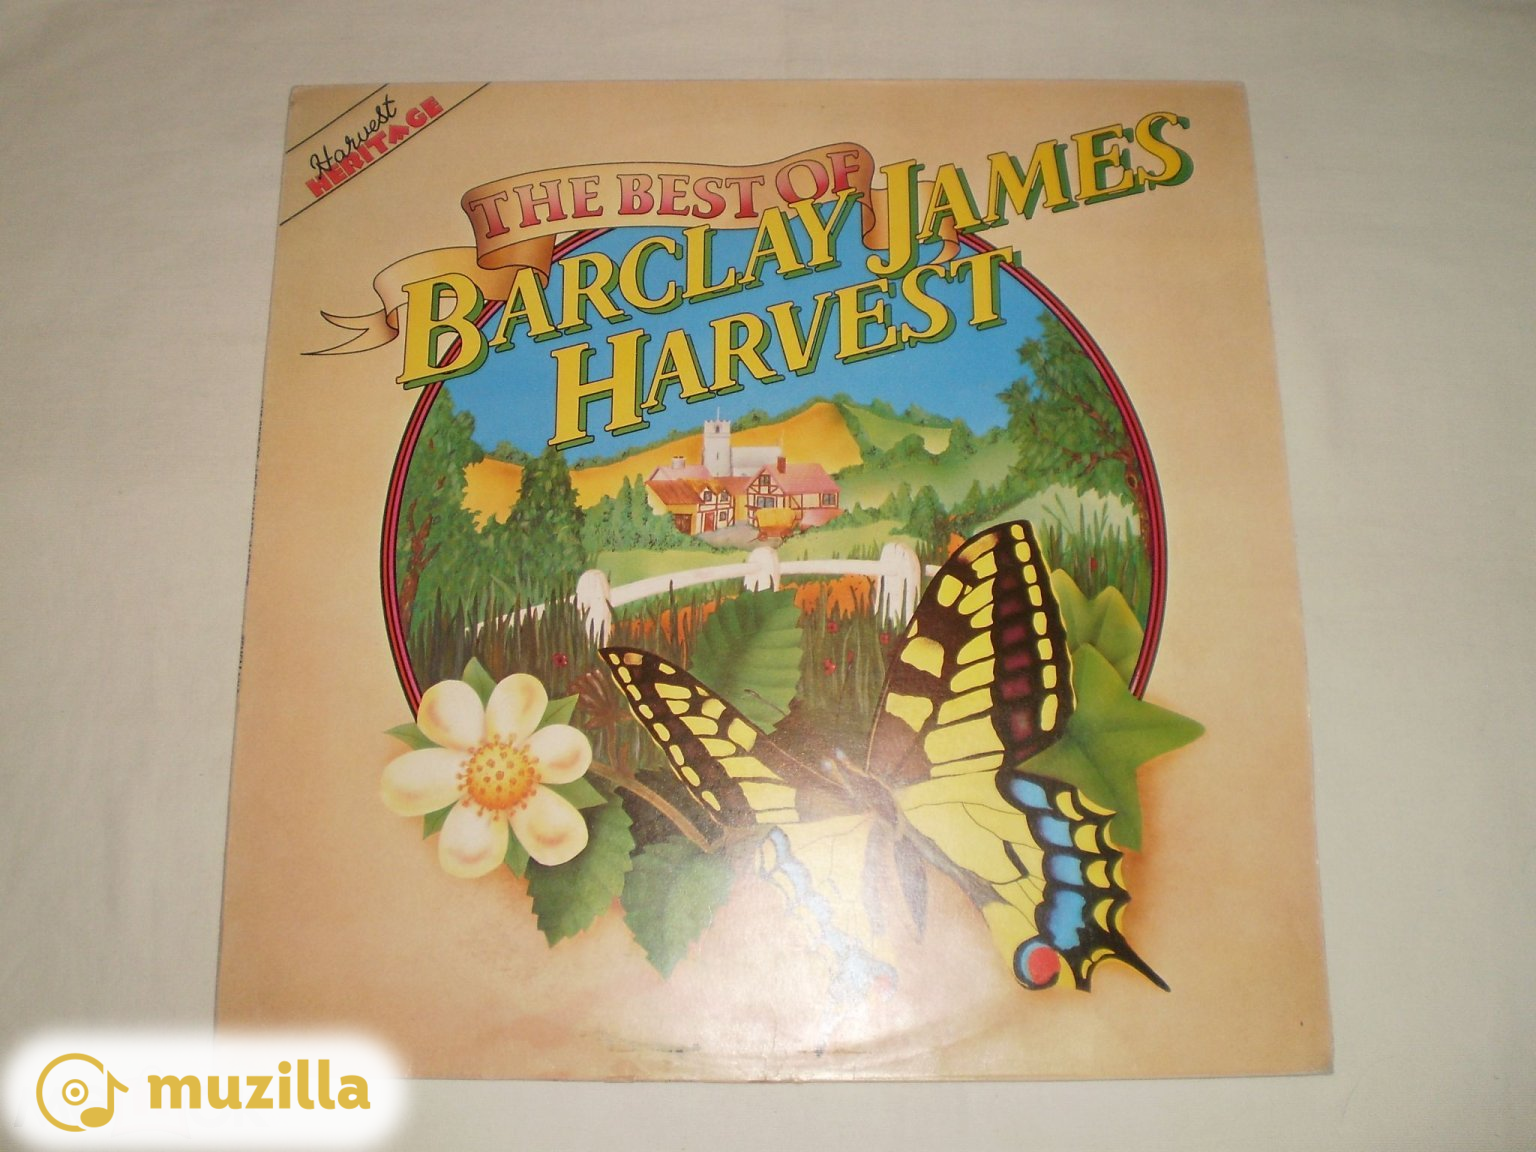 Harvest
HERITAGE
THE BEST OF
BARCLAY JAMES
HARVEST
muzilla